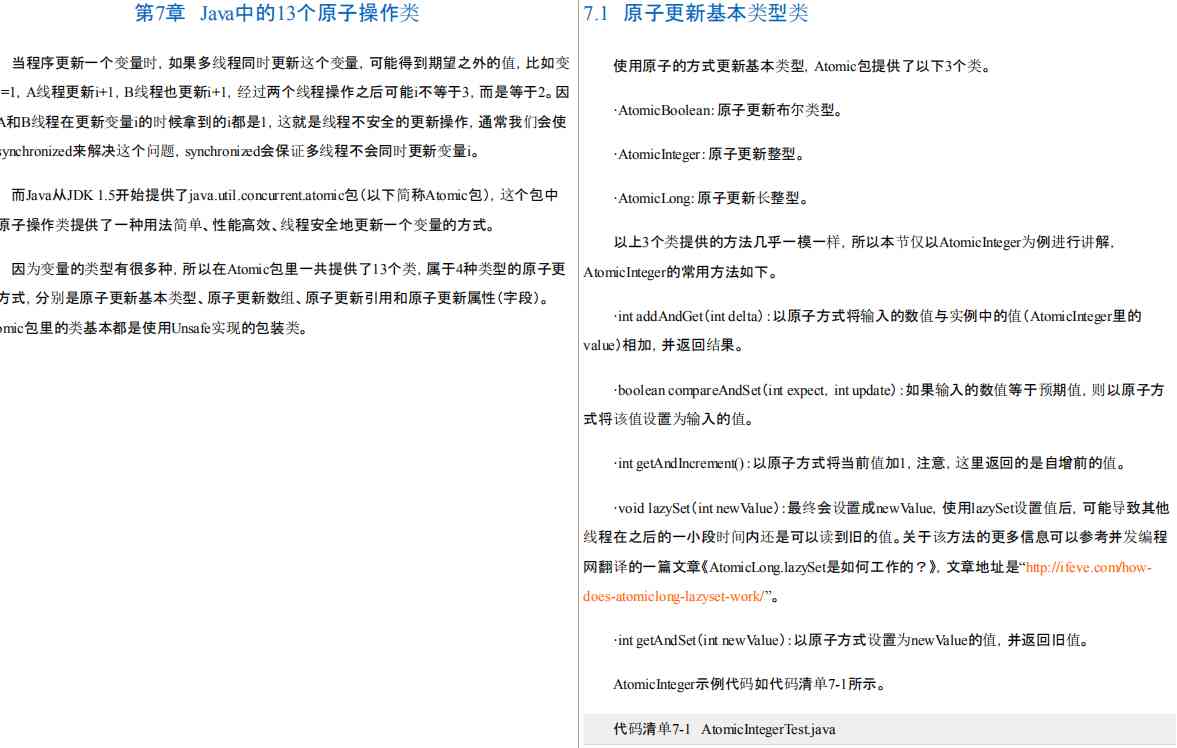 第7章 Java中的13个原子操作类
当程序更新一个变量时，如果多线程同时更新这个变量，可能得到期望之外的值，比如变
=1，A线程更新i+1，B线程也更新i+1，经过两个线程操作之后可能i不等于3，而是等于2。因
A和B线程在更新变量i的时候拿到的i都是1，这就是线程不安全的更新操作，通常我们会使
synchronized来解决这个问题，synchronized会保证多线程不会同时更新变量i。
而Java从JDK 1.5开始提供了java.util.concurrent.atomic包（以下简称Atomic包），这个包中
原子操作类提供了一种用法简单、性能高效、线程安全地更新一个变量的方式。
因为变量的类型有很多种，所以在Atomic包里一共提供了13个类，属于4种类型的原子更
方式，分别是原子更新基本类型、原子更新数组、原子更新引用和原子更新属性（字段）。
omic包里的类基本都是使用Unsafe实现的包装类。
7.1 原子更新基本类型类
使用原子的方式更新基本类型，Atomic包提供了以下3个类。
·AtomicBoolean：原子更新布尔类型。
·AtomicInteger：原子更新整型。
·AtomicLong：原子更新长整型。
以上3个类提供的方法几乎一模一样，所以本节仅以AtomicInteger为例进行讲解，
AtomicInteger的常用方法如下。
·int addAndGet（int delta）：以原子方式将输入的数值与实例中的值（AtomicInteger里的
value）相加，并返回结果。
·boolean compareAndSet（int expect，int update）：如果输入的数值等于预期值，则以原子方
式将该值设置为输入的值。
·int getAndIncrement()：以原子方式将当前值加1，注意，这里返回的是自增前的值。
·void lazySet（int newValue）：最终会设置成newValue，使用lazySet设置值后，可能导致其他
线程在之后的一小段时间内还是可以读到旧的值。关于该方法的更多信息可以参考并发编程
网翻译的一篇文章《AtomicLong.lazySet是如何工作的？》，文章地址是“http://ifeve.com/how-
does-atomiclong-lazyset-work/”。
·int getAndSet（int newValue）：以原子方式设置为newValue的值，并返回旧值。
AtomicInteger示例代码如代码清单7-1所示。
代码清单7-1 AtomicIntegerTest.java